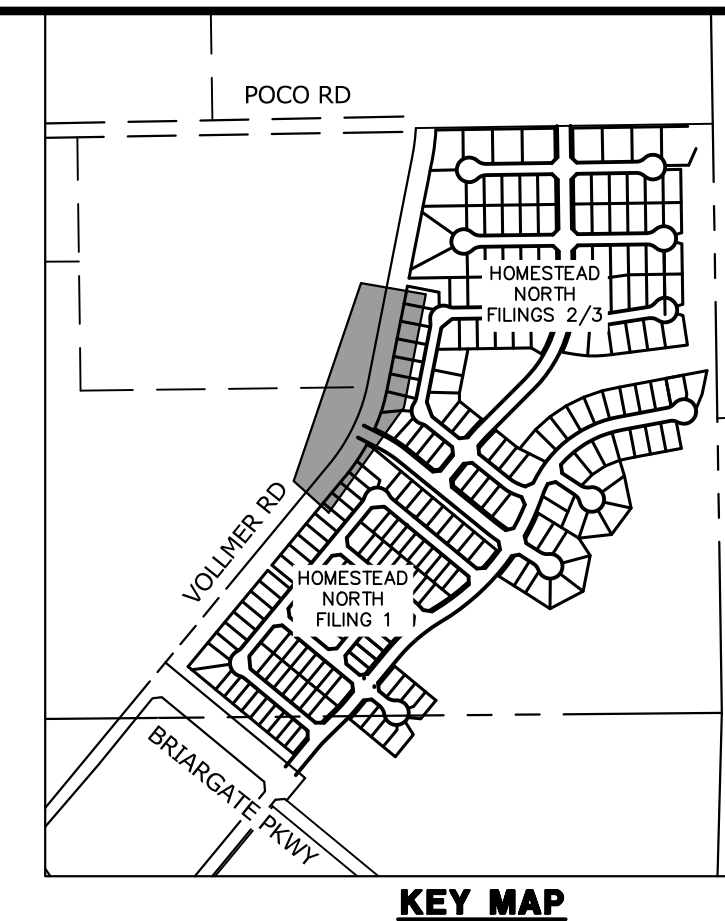 POCO RD
HOMESTEAD
NORTH
FILINGS 2/3
VOLLMER RD
HOMESTEAD
NORTH
FILING 1
BRIARGATE PKWY
KEY MAP